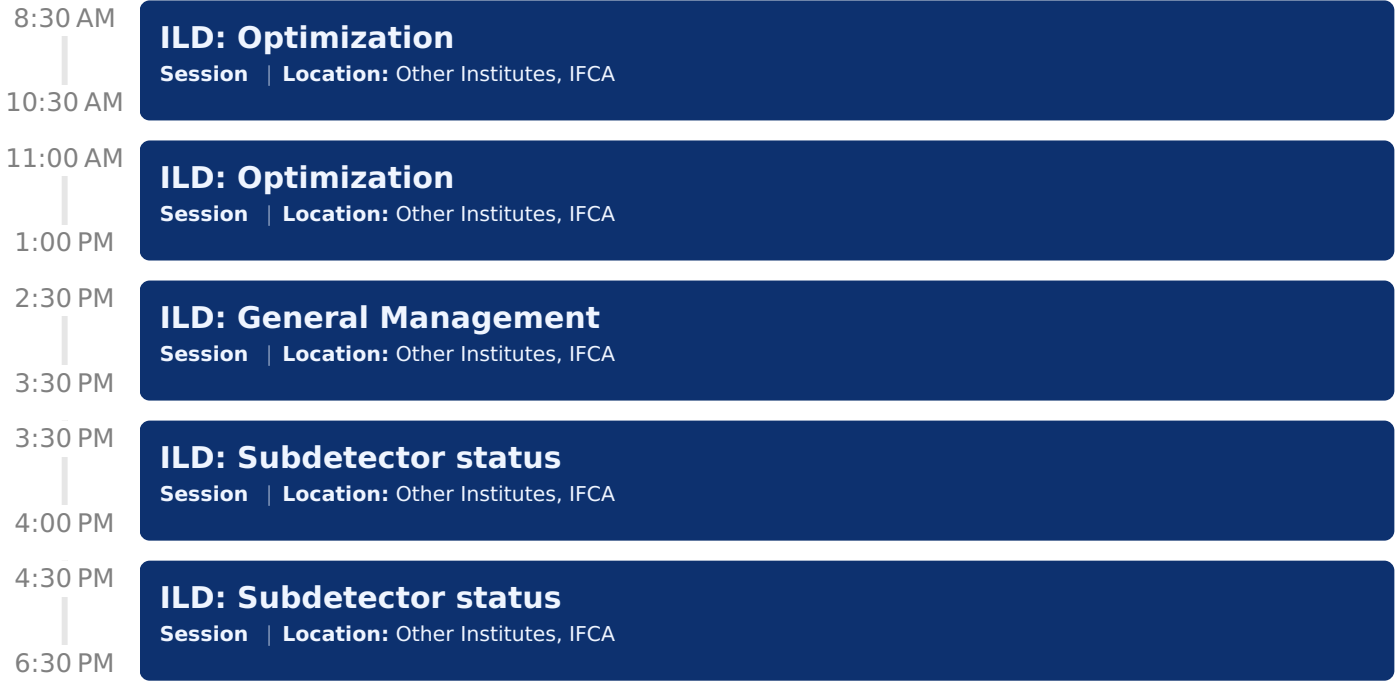 8:30 AM
10:30 AM
ILD: Optimization
Session | Location: Other Institutes, IFCA
11:00 AM
1:00 PM
ILD: Optimization
Session | Location: Other Institutes, IFCA
2:30 PM
3:30 PM
ILD: General Management
Session | Location: Other Institutes, IFCA
3:30 PM
4:00 PM
ILD: Subdetector status
Session | Location: Other Institutes, IFCA
4:30 PM
6:30 PM
ILD: Subdetector status
Session | Location: Other Institutes, IFCA